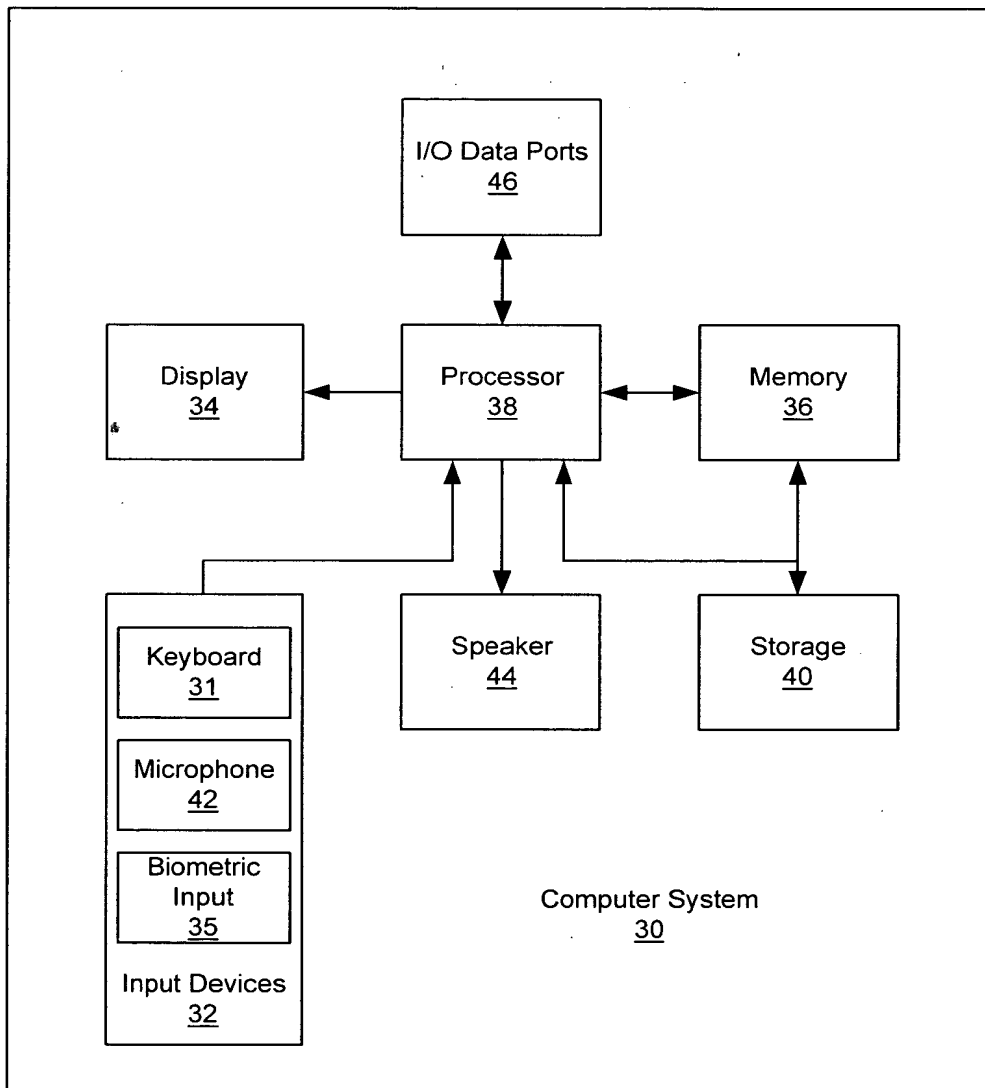 I/O Data Ports
46
Display
34
Processor
38
Memory
36
Keyboard
31
Microphone
42
Biometric
Input
35
Input Devices
32
Speaker
44
Storage
40
Computer System
30